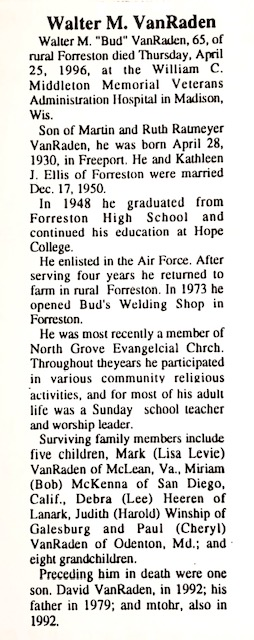 Walter M. VanRaden
Walter M. "Bud" VanRaden, 65, of
rural Forreston died Thursday, April
25, 1996, at the William C.
Middleton Memorial Veterans
Administration Hospital in Madison,
Wis.
Son of Martin and Ruth Ratmeyer
VanRaden, he was born April 28,
1930, in Freeport. He and Kathleen
J. Ellis of Forreston were married
Dec. 17, 1950.
In 1948 he graduated from
Forreston High School and
continued his education at Hope
College.
He enlisted in the Air Force. After
serving four years he returned to
farm in rural Forreston. In 1973 he
opened Bud's Welding Shop in
Forreston.
He was most recently a member of
North Grove Evangelcial Chrch.
Throughout theyears he participated
in various community religious
activities, and for most of his adult
life was a Sunday school teacher
and worship leader.
Surviving family members include
five children, Mark (Lisa Levie)
VanRaden of McLean, Va., Miriam
(Bob) McKenna of San Diego,
Calif., Debra (Lee) Heeren of
Lanark, Judith (Harold) Winship of
Galesburg and Paul (Cheryl)
VanRaden of Odenton, Md.; and
eight grandchildren.
Preceding him in death were one
son. David VanRaden, in 1992; his
father in 1979; and mtohr, also in
1992.